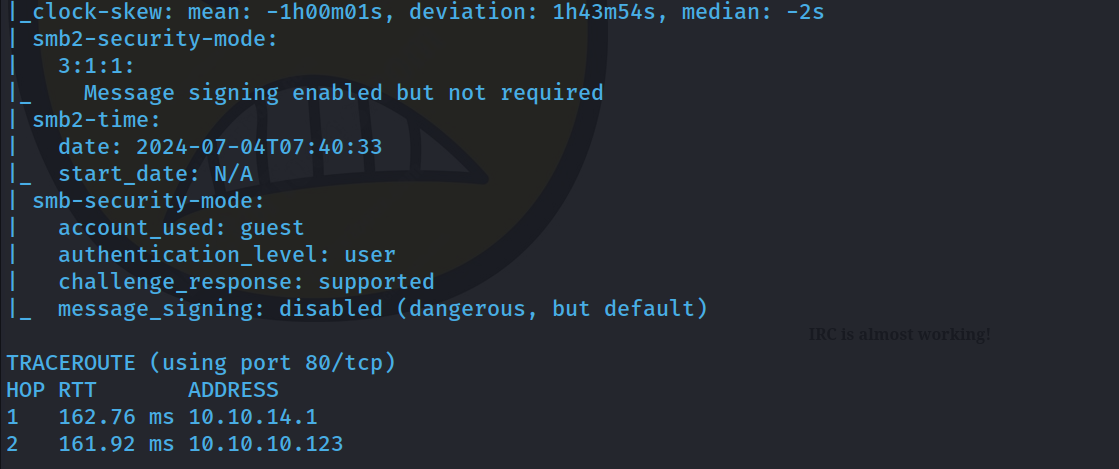 |_clock-skew: mean: -1h00m01s, deviation: 1h43m54s, median: -2s
| smb2-security-mode:
|   3:1:1:
|_    Message signing enabled but not required
| smb2-time:
|   date: 2024-07-04T07:40:33
|_  start_date: N/A
| smb-security-mode:
|   account_used: guest
|   authentication_level: user
|   challenge_response: supported
|_  message_signing: disabled (dangerous, but default)
IRC is almost working!
TRACEROUTE (using port 80/tcp)
HOP RTT       ADDRESS
1   162.76 ms 10.10.14.1
2   161.92 ms 10.10.10.123